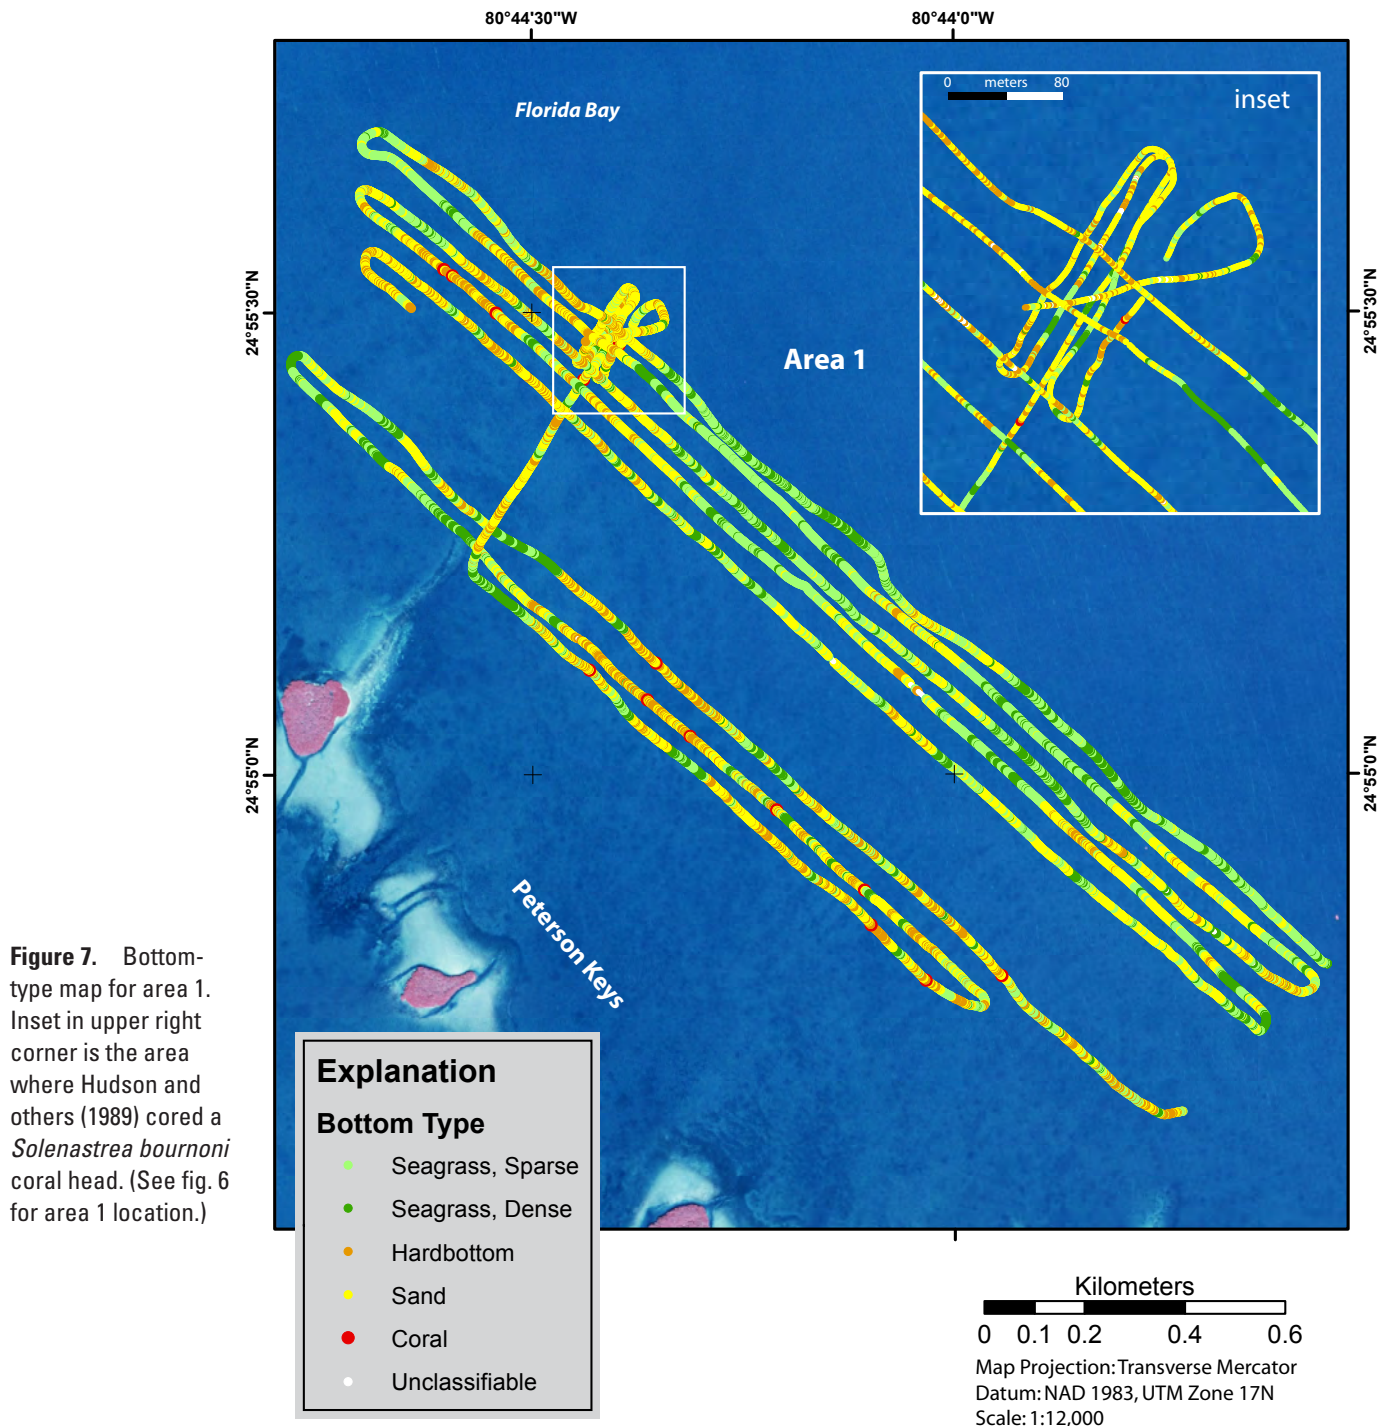 80°44'30"W
80°44'0"W
Florida Bay
0 meters 80
inset
24°55'30"N
24°55'30"N
Area 1
24°55'0"N
24°55'0"N
Peterson Keys
Figure 7. Bottom-
type map for area 1.
Inset in upper right
corner is the area
where Hudson and
others (1989) cored a
Solenastrea bournoni
coral head. (See fig. 6
for area 1 location.)
Explanation
Bottom Type
Seagrass, Sparse
Seagrass, Dense
Hardbottom
Sand
Coral
Unclassifiable
Kilometers
0 0.1 0.2 0.4 0.6
Map Projection: Transverse Mercator
Datum: NAD 1983, UTM Zone 17N
Scale: 1:12,000